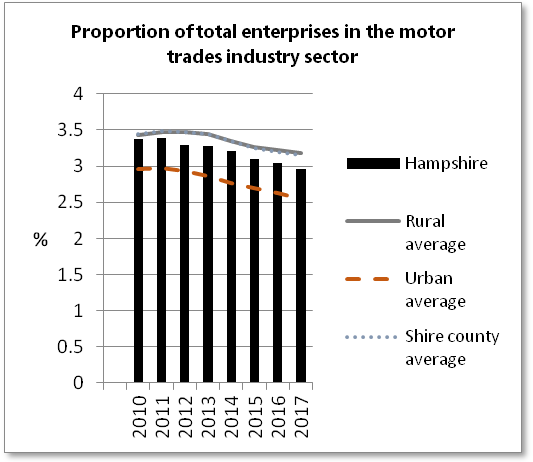 Proportion of total enterprises in the motor
trades industry sector
4
3.5
3
2.5
2
1.5
1
0.5
0
%
2010
2011
2012
2013
2014
2015
2016
2017
Hampshire
Rural
average
Urban
average
Shire county
average